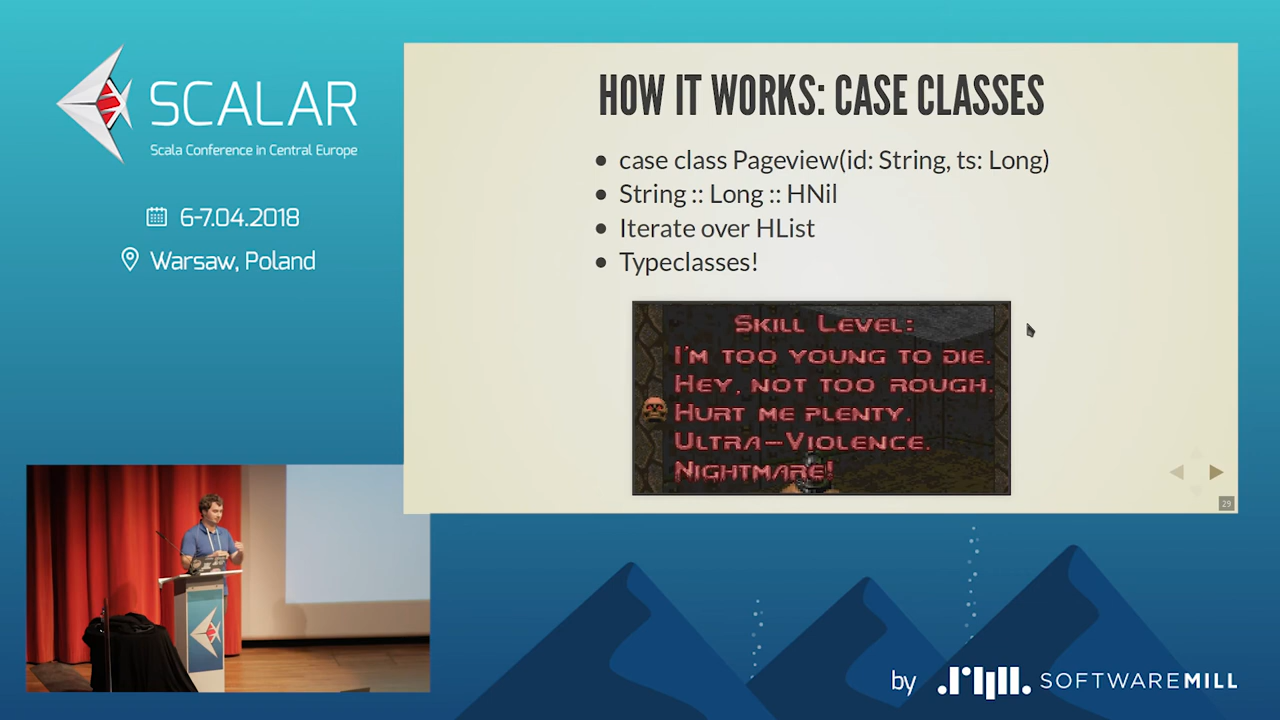 SCALAR
Scala Conference in Central Europe
6-7.04.2018
Warsaw, Poland
HOW IT WORKS: CASE CLASSES
case class Pageview(id: String, ts: Long)
String :: Long :: HNil
Iterate over HList
Typeclasses!
SKILL LEVEL:
I'M TOO YOUNG TO DIE.
HEY, NOT TOO ROUGH.
HURT ME PLENTY.
ULTRA-VIOLENCE.
NIGHTMARE!
29
by SOFTWAREMILL